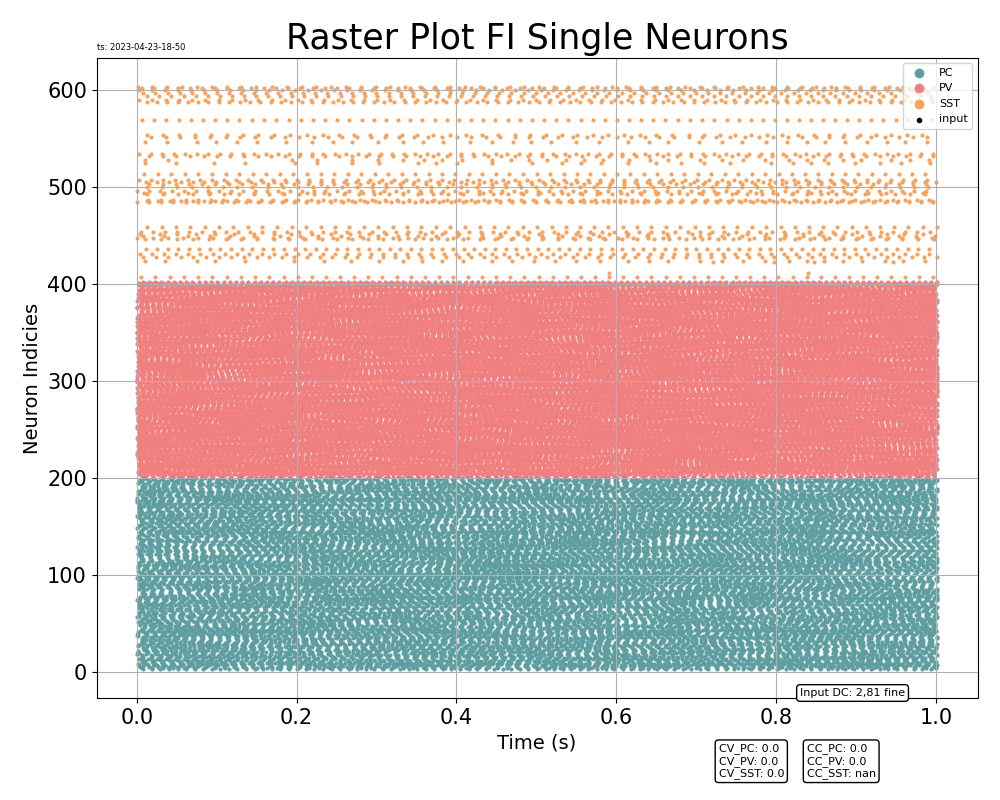 Raster Plot FI Single Neurons
ts: 2023-04-23-18-50
PC
PV
SST
input
600
500
400
300
200
100
0
Neuron Indicies
0.0 0.2 0.4 0.6 0.8 1.0
Time (s)
Input DC: 2,81 fine
CV_PC: 0.0
CV_PV: 0.0
CV_SST: 0.0
CC_PC: 0.0
CC_PV: 0.0
CC_SST: nan